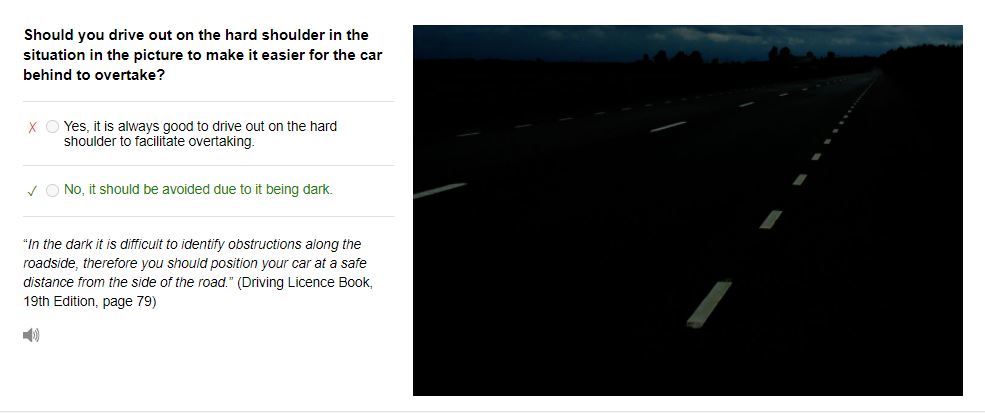 Should you drive out on the hard shoulder in the
situation in the picture to make it easier for the car
behind to overtake?
Yes, it is always good to drive out on the hard
shoulder to facilitate overtaking.
No, it should be avoided due to it being dark.
“In the dark it is difficult to identify obstructions along the
roadside, therefore you should position your car at a safe
distance from the side of the road.” (Driving Licence Book,
19th Edition, page 79)